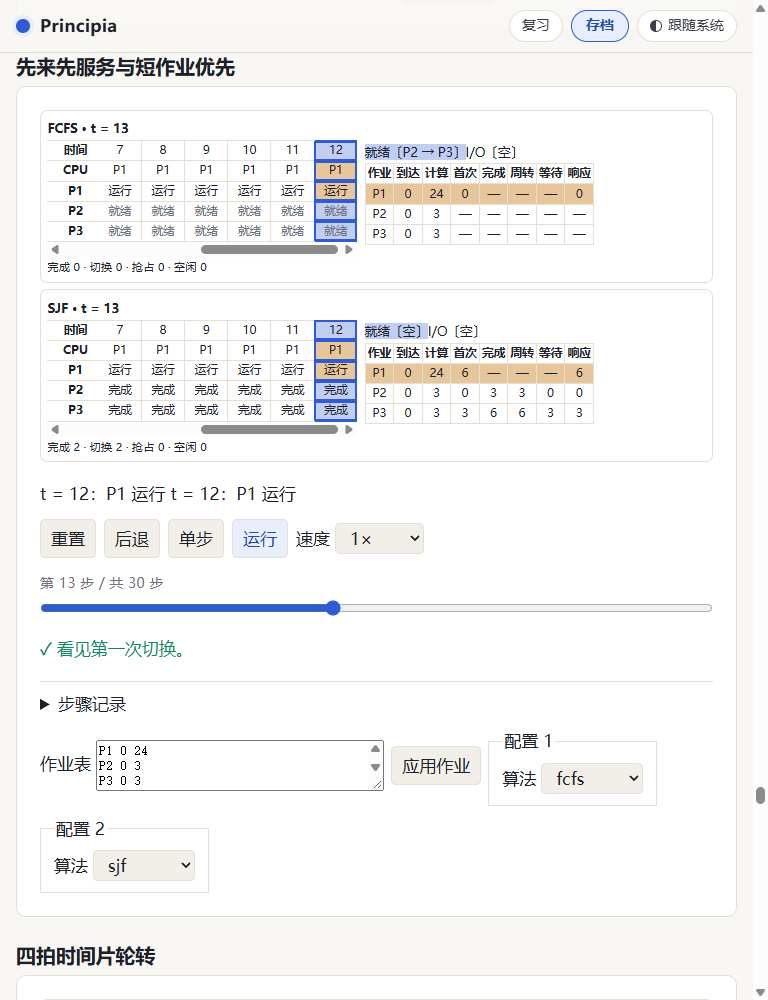 Principia
复习
存档
跟随系统
先来先服务与短作业优先
FCFS • t = 13
时间 7 8 9 10 11 12
CPU P1 P1 P1 P1 P1 P1
P1 运行 运行 运行 运行 运行 运行
P2 就绪 就绪 就绪 就绪 就绪 就绪
P3 就绪 就绪 就绪 就绪 就绪 就绪
完成 0 · 切换 0 · 抢占 0 · 空闲 0
就绪［P2 → P3］I/O［空］
作业 到达 计算 首次 完成 周转 等待 响应
P1 0 24 0 — — — 0
P2 0 3 — — — — —
P3 0 3 — — — — —
SJF • t = 13
时间 7 8 9 10 11 12
CPU P1 P1 P1 P1 P1 P1
P1 运行 运行 运行 运行 运行 运行
P2 完成 完成 完成 完成 完成 完成
P3 完成 完成 完成 完成 完成 完成
完成 2 · 切换 2 · 抢占 0 · 空闲 0
就绪［空］I/O［空］
作业 到达 计算 首次 完成 周转 等待 响应
P1 0 24 6 — — — 6
P2 0 3 0 3 3 0 0
P3 0 3 3 6 6 3 3
t = 12：P1 运行 t = 12：P1 运行
重置 后退 单步 运行 速度 1×
第 13 步 / 共 30 步
✓ 看见第一次切换。
▶ 步骤记录
作业表
P1 0 24
P2 0 3
P3 0 3
应用作业
配置 1
算法 fcfs
配置 2
算法 sjf
四拍时间片轮转